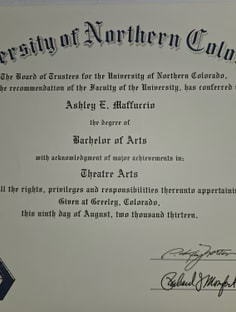 ersity of Northern Colo
The Board of Trustees for the University of Northern Colorado,
he recommendation of the Faculty of the University, has conferred
Ashley E. Maffuccio
the degree of
Bachelor of Arts
with acknowledgment of major achievements in:
Theatre Arts
ll the rights, privileges and responsibilities thereunto appertaini
Given at Greeley, Colorado,
this ninth day of August, two thousand thirteen.